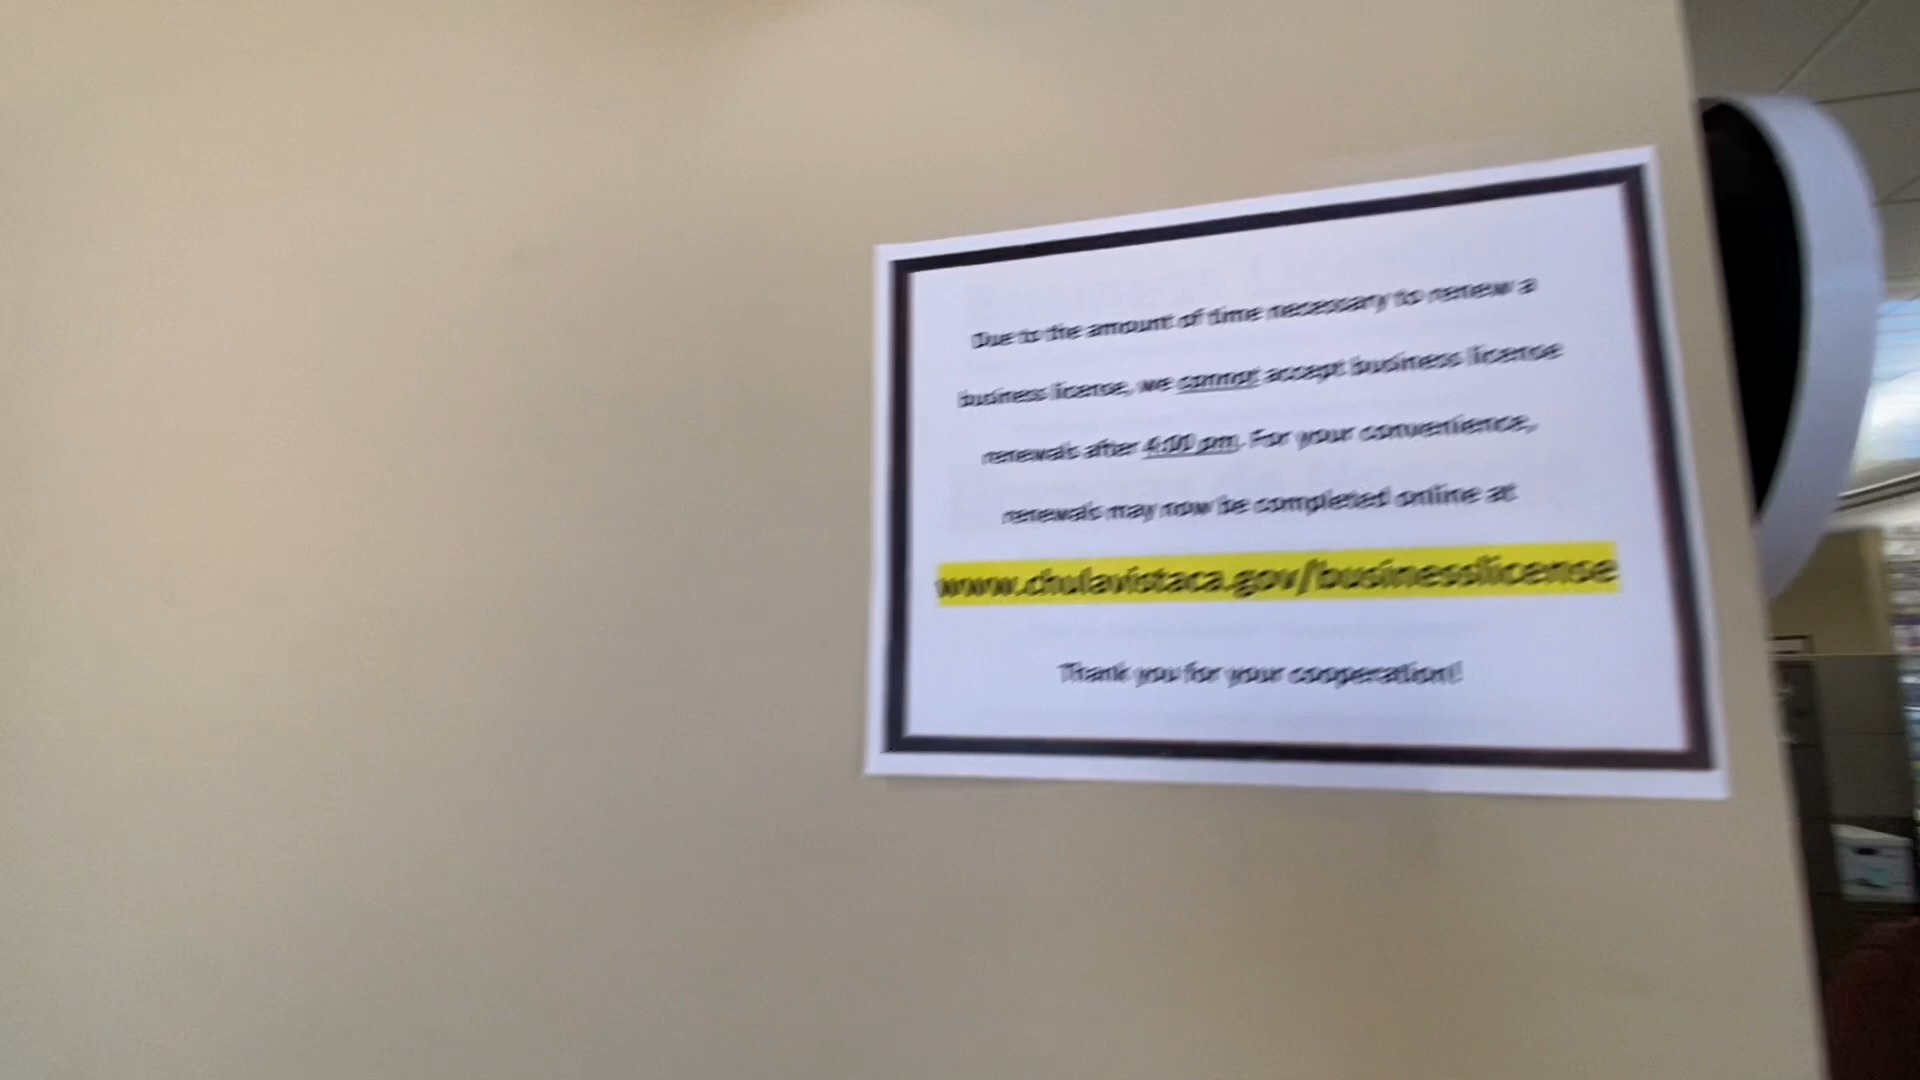 Due to the amount of time necessary to renew a
business license, we cannot accept business license
renewals after 4:00 pm. For your convenience,
renewals may now be completed online at
www.chulavistaca.gov/businesslicense
Thank you for your cooperation!